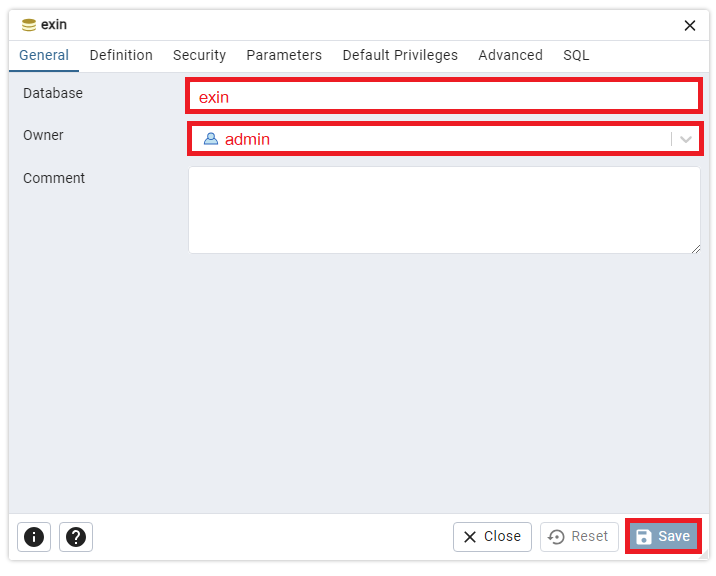 exin
General Definition Security Parameters Default Privileges Advanced SQL
Database exin
Owner admin
Comment
Close Reset Save